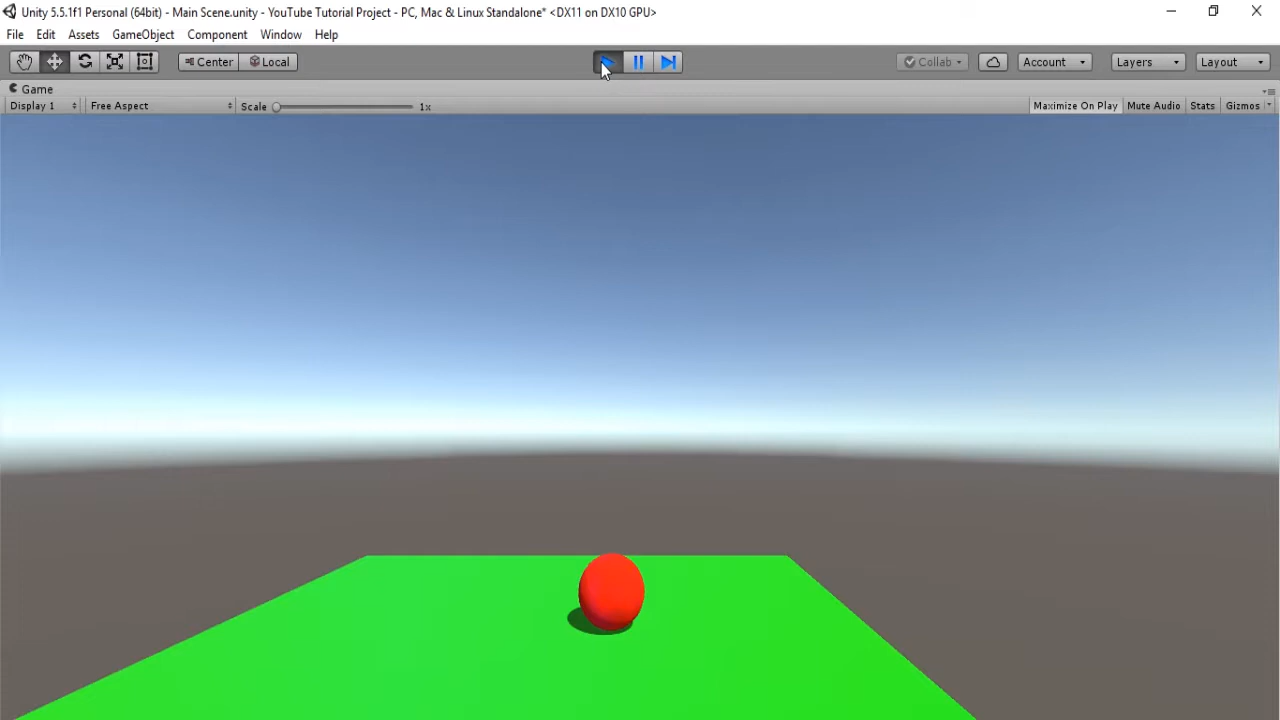 Unity 5.5.1f1 Personal (64bit) - Main Scene.unity - YouTube Tutorial Project - PC, Mac & Linux Standalone* <DX11 on DX10 GPU>
File Edit Assets GameObject Component Window Help
Center Local Collab Account Layers Layout
Game
Display 1 Free Aspect Scale 1x Maximize On Play Mute Audio Stats Gizmos